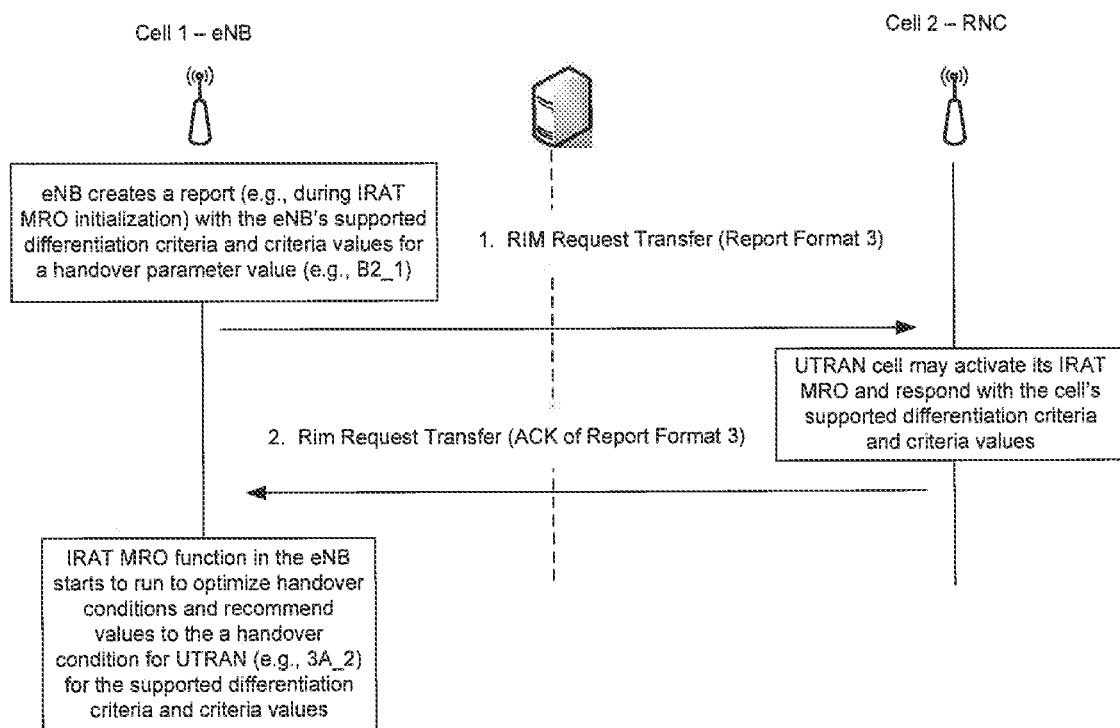 Cell 1 – eNB
Cell 2 – RNC
eNB creates a report (e.g., during IRAT
MRO initialization) with the eNB's supported
differentiation criteria and criteria values for
a handover parameter value (e.g., B2_1)
1. RIM Request Transfer (Report Format 3)
UTRAN cell may activate its IRAT
MRO and respond with the cell's
supported differentiation criteria
and criteria values
2. Rim Request Transfer (ACK of Report Format 3)
IRAT MRO function in the eNB
starts to run to optimize handover
conditions and recommend
values to the a handover
condition for UTRAN (e.g., 3A_2)
for the supported differentiation
criteria and criteria values